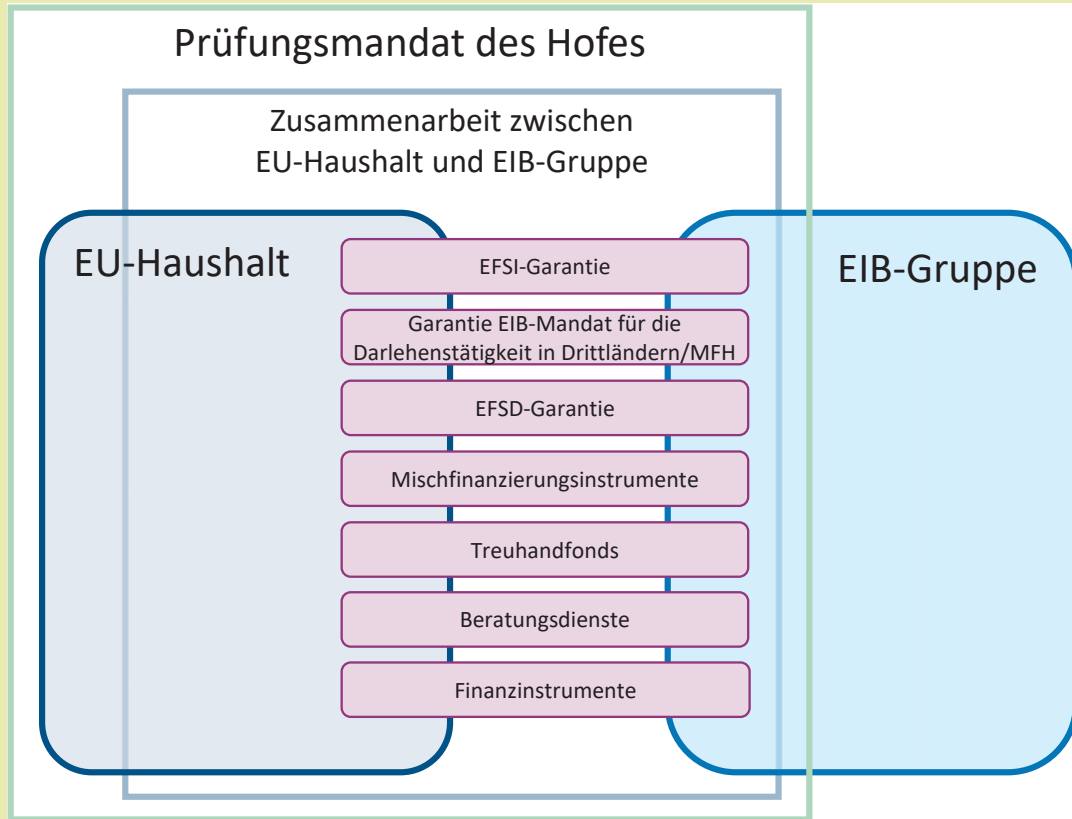 Prüfungsmandat des Hofes
Zusammenarbeit zwischen
EU-Haushalt und EIB-Gruppe
EU-Haushalt
EIB-Gruppe
EFSI-Garantie
Garantie EIB-Mandat für die
Darlehenstätigkeit in Drittländern/MFH
EFSD-Garantie
Mischfinanzierungsinstrumente
Treuhandfonds
Beratungsdienste
Finanzinstrumente